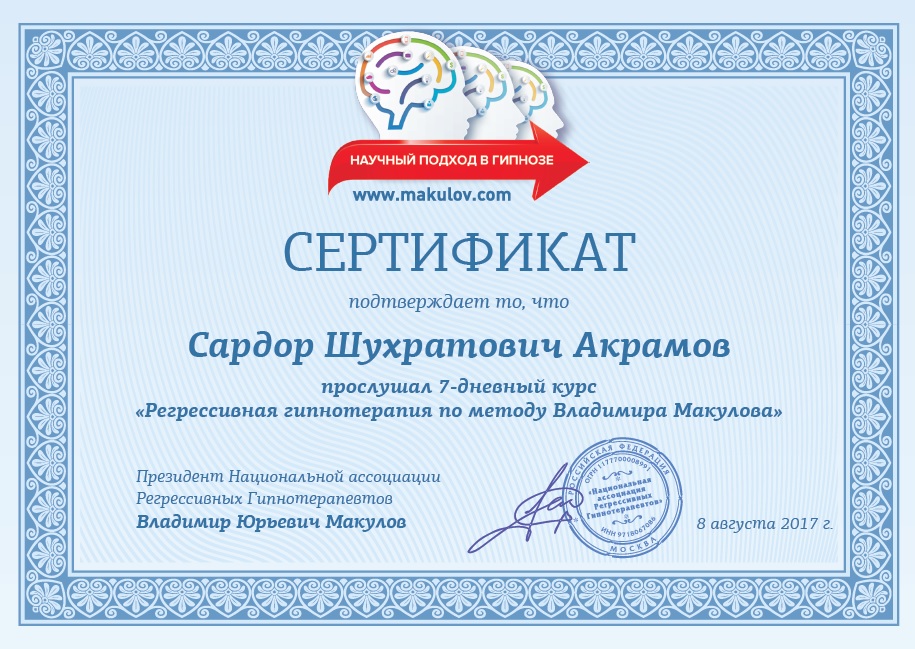 НАУЧНЫЙ ПОДХОД В ГИПНОЗЕ
www.makulov.com
СЕРТИФИКАТ
подтверждает то, что
Сардор Шухратович Акрамов
прослушал 7-дневный курс
«Регрессивная гипнотерапия по методу Владимира Макулова»
Президент Национальной ассоциации
Регрессивных Гипнотерапевтов
Владимир Юрьевич Макулов
РОССИЙСКАЯ ФЕДЕРАЦИЯ
ОГРН 1177700008991
«Национальная
ассоциация
Регрессивных
Гипнотерапевтов»
ИНН 9718067086
МОСКВА
8 августа 2017 г.